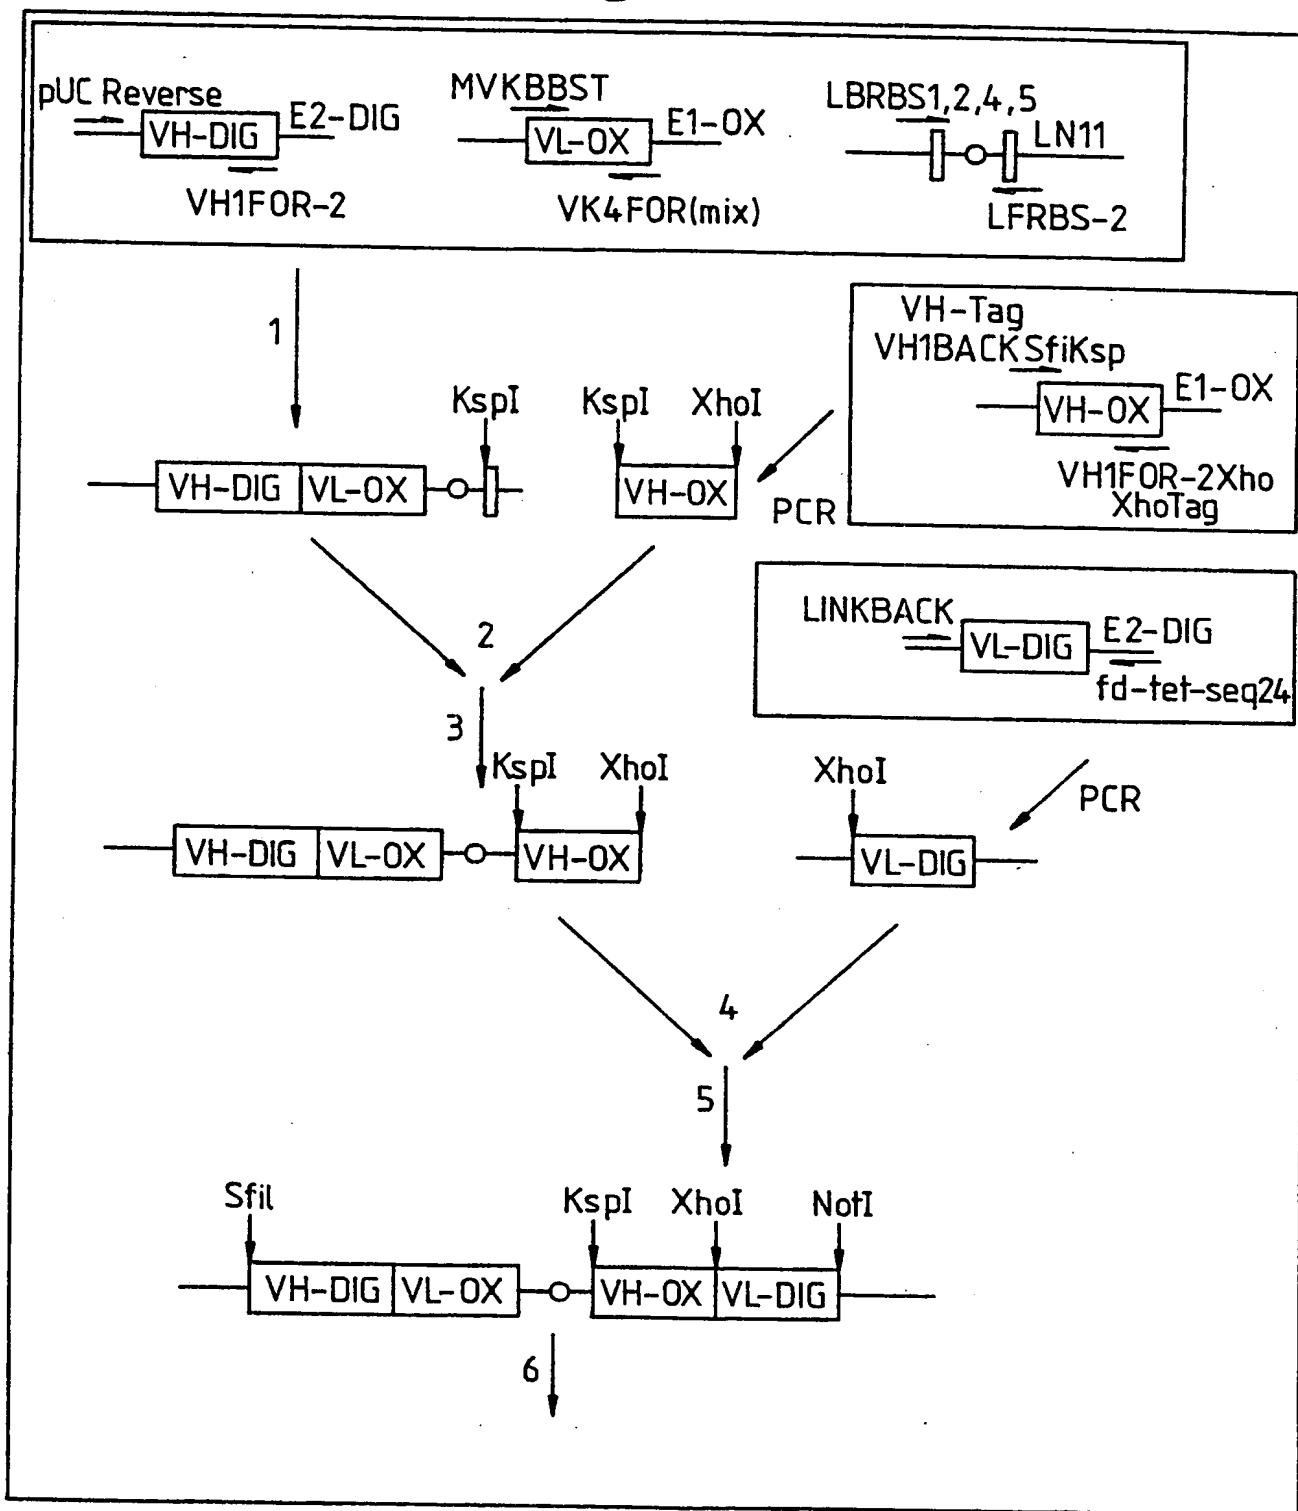 pUC Reverse
VH-DIG
E2-DIG
VH1FOR-2
MVKBBST
VL-OX
E1-OX
VK4FOR(mix)
LBRBS1,2,4,5
LN11
LFRBS-2
1
VH-Tag
VH1BACKSfiKsp
VH-OX
E1-OX
VH1FOR-2Xho
XhoTag
PCR
KspI
KspI
XhoI
VH-DIG
VL-OX
VH-OX
2
3
LINKBACK
VL-DIG
E2-DIG
fd-tet-seq24
PCR
KspI
XhoI
XhoI
VH-DIG
VL-OX
VH-OX
VL-DIG
4
5
SfiI
KspI
XhoI
NotI
VH-DIG
VL-OX
VH-OX
VL-DIG
6